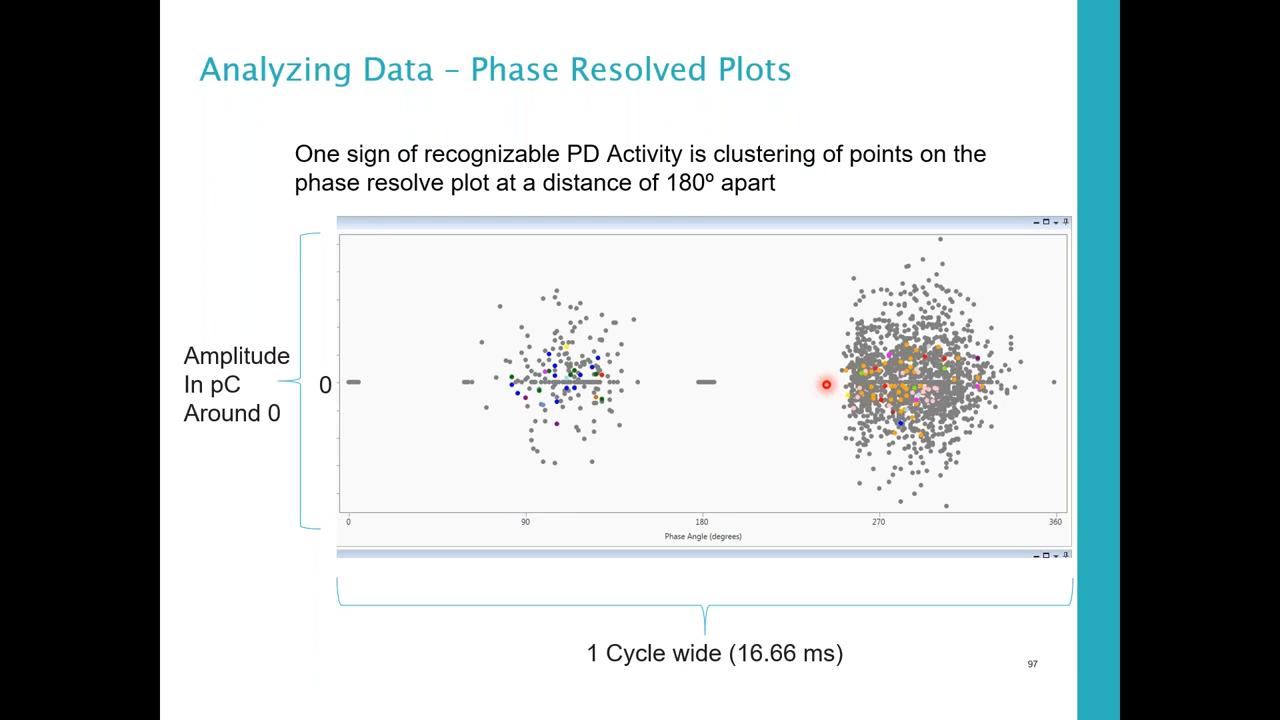 Analyzing Data – Phase Resolved Plots
One sign of recognizable PD Activity is clustering of points on the
phase resolve plot at a distance of 180º apart
Amplitude
In pC
Around 0
0
0 90 180 270 360
Phase Angle (degrees)
1 Cycle wide (16.66 ms)
97